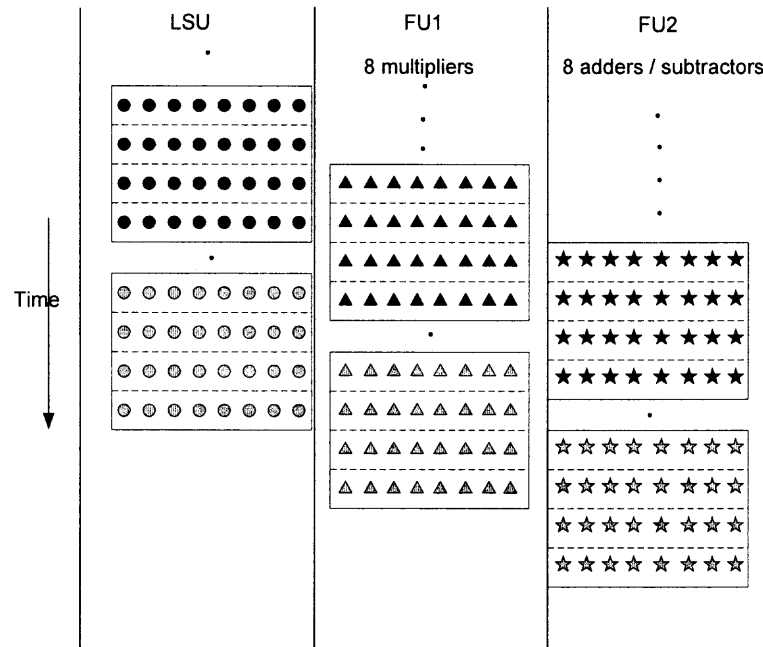 LSU
FU1
FU2
8 multipliers
8 adders / subtractors
Time